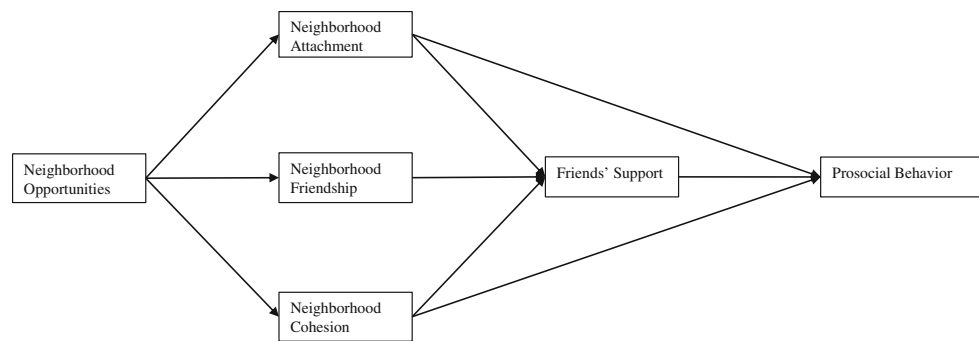 Neighborhood
Attachment
Neighborhood
Opportunities
Neighborhood
Friendship
Friends’ Support
Prosocial Behavior
Neighborhood
Cohesion